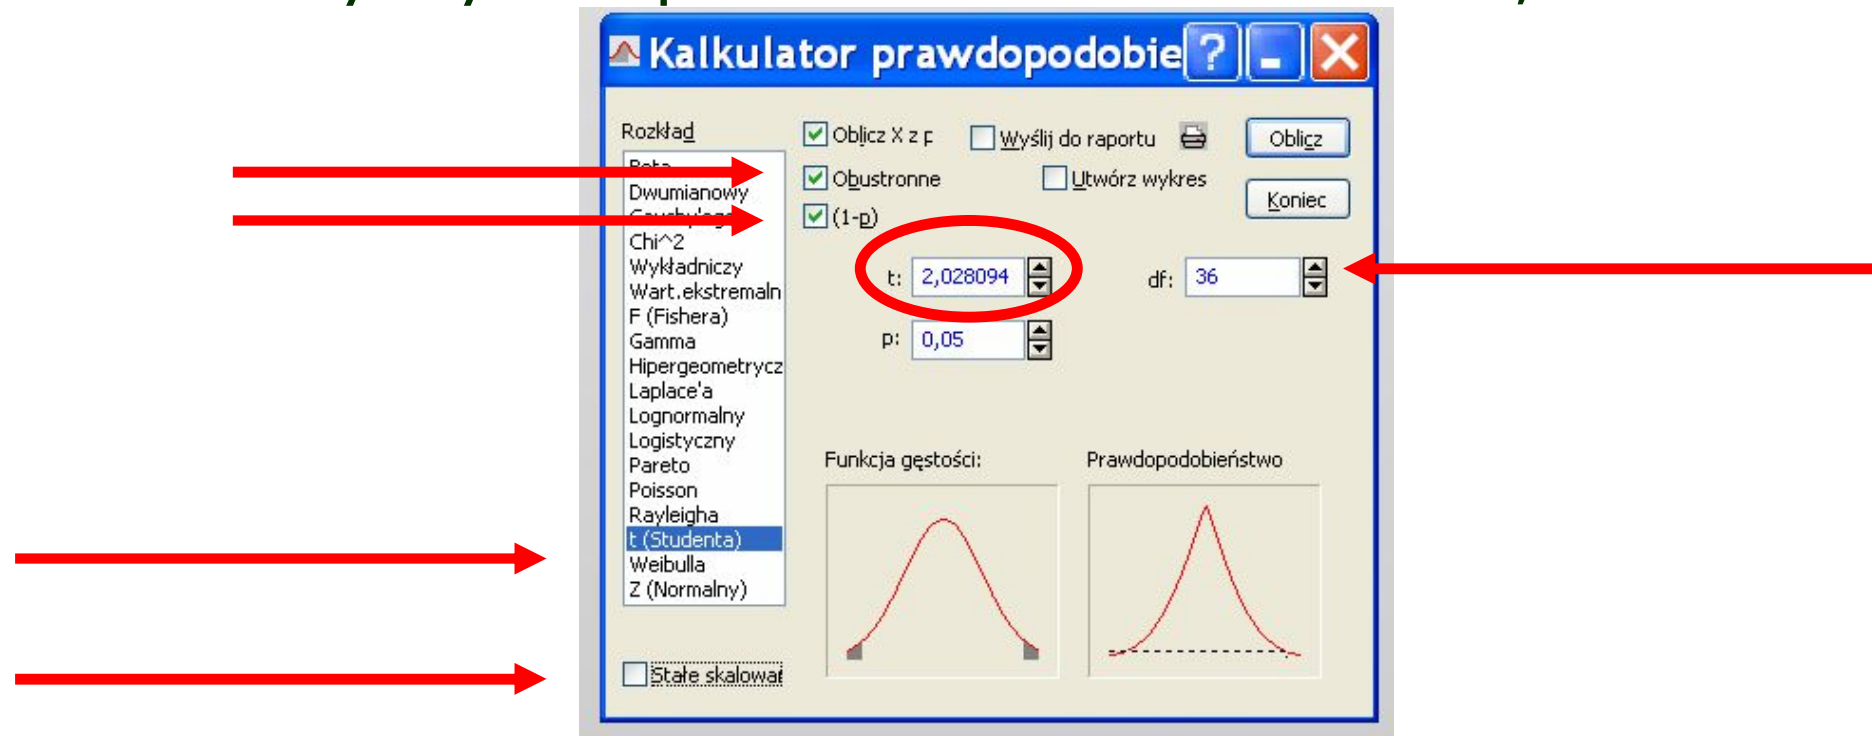 Kalkulator prawdopodobie
Rozkład
Oblicz X z p
Wyślij do raportu
Oblicz
Obustronne
Utwórz wykres
Koniec
(1-p)
Beta
Dwumianowy
Chi^2
Wykładniczy
Wart.ekstremaln
F (Fishera)
Gamma
Hipergeometrycz
Laplace'a
Lognormalny
Logistyczny
Pareto
Poisson
Rayleigha
t (Studenta)
Weibulla
Z (Normalny)
t: 2,028094
df: 36
p: 0,05
Funkcja gęstości:
Prawdopodobieństwo
Stałe skalowań